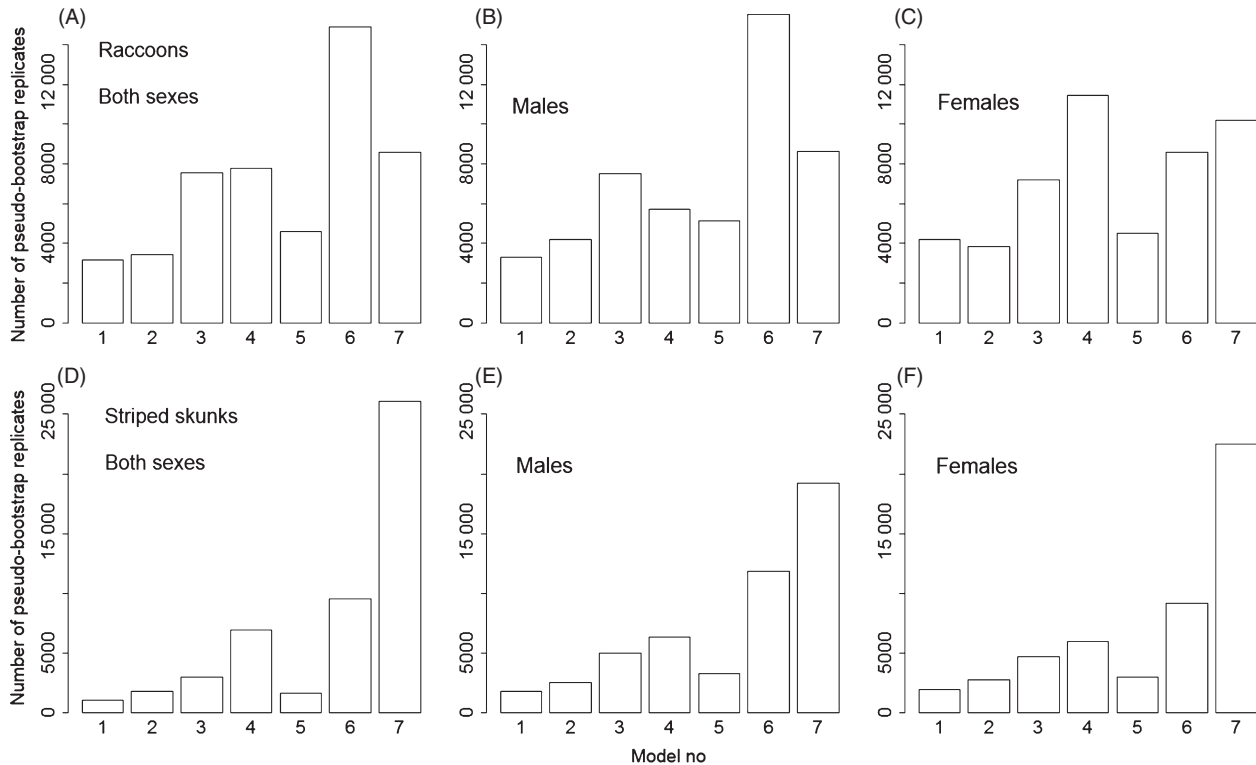 (A)
Raccoons
Both sexes
Number of pseudo-bootstrap replicates
0
4000
8000
12 000
1 2 3 4 5 6 7
(B)
Males
0
4000
8000
12 000
1 2 3 4 5 6 7
(C)
Females
0
4000
8000
12 000
1 2 3 4 5 6 7
(D)
Striped skunks
Both sexes
Number of pseudo-bootstrap replicates
0
5000
15 000
25 000
1 2 3 4 5 6 7
(E)
Males
0
5000
15 000
25 000
1 2 3 4 5 6 7
(F)
Females
0
5000
15 000
25 000
1 2 3 4 5 6 7
Model no